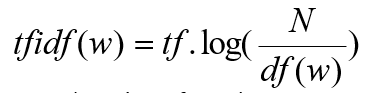 tfidf(w) = tf.log(N/df(w))